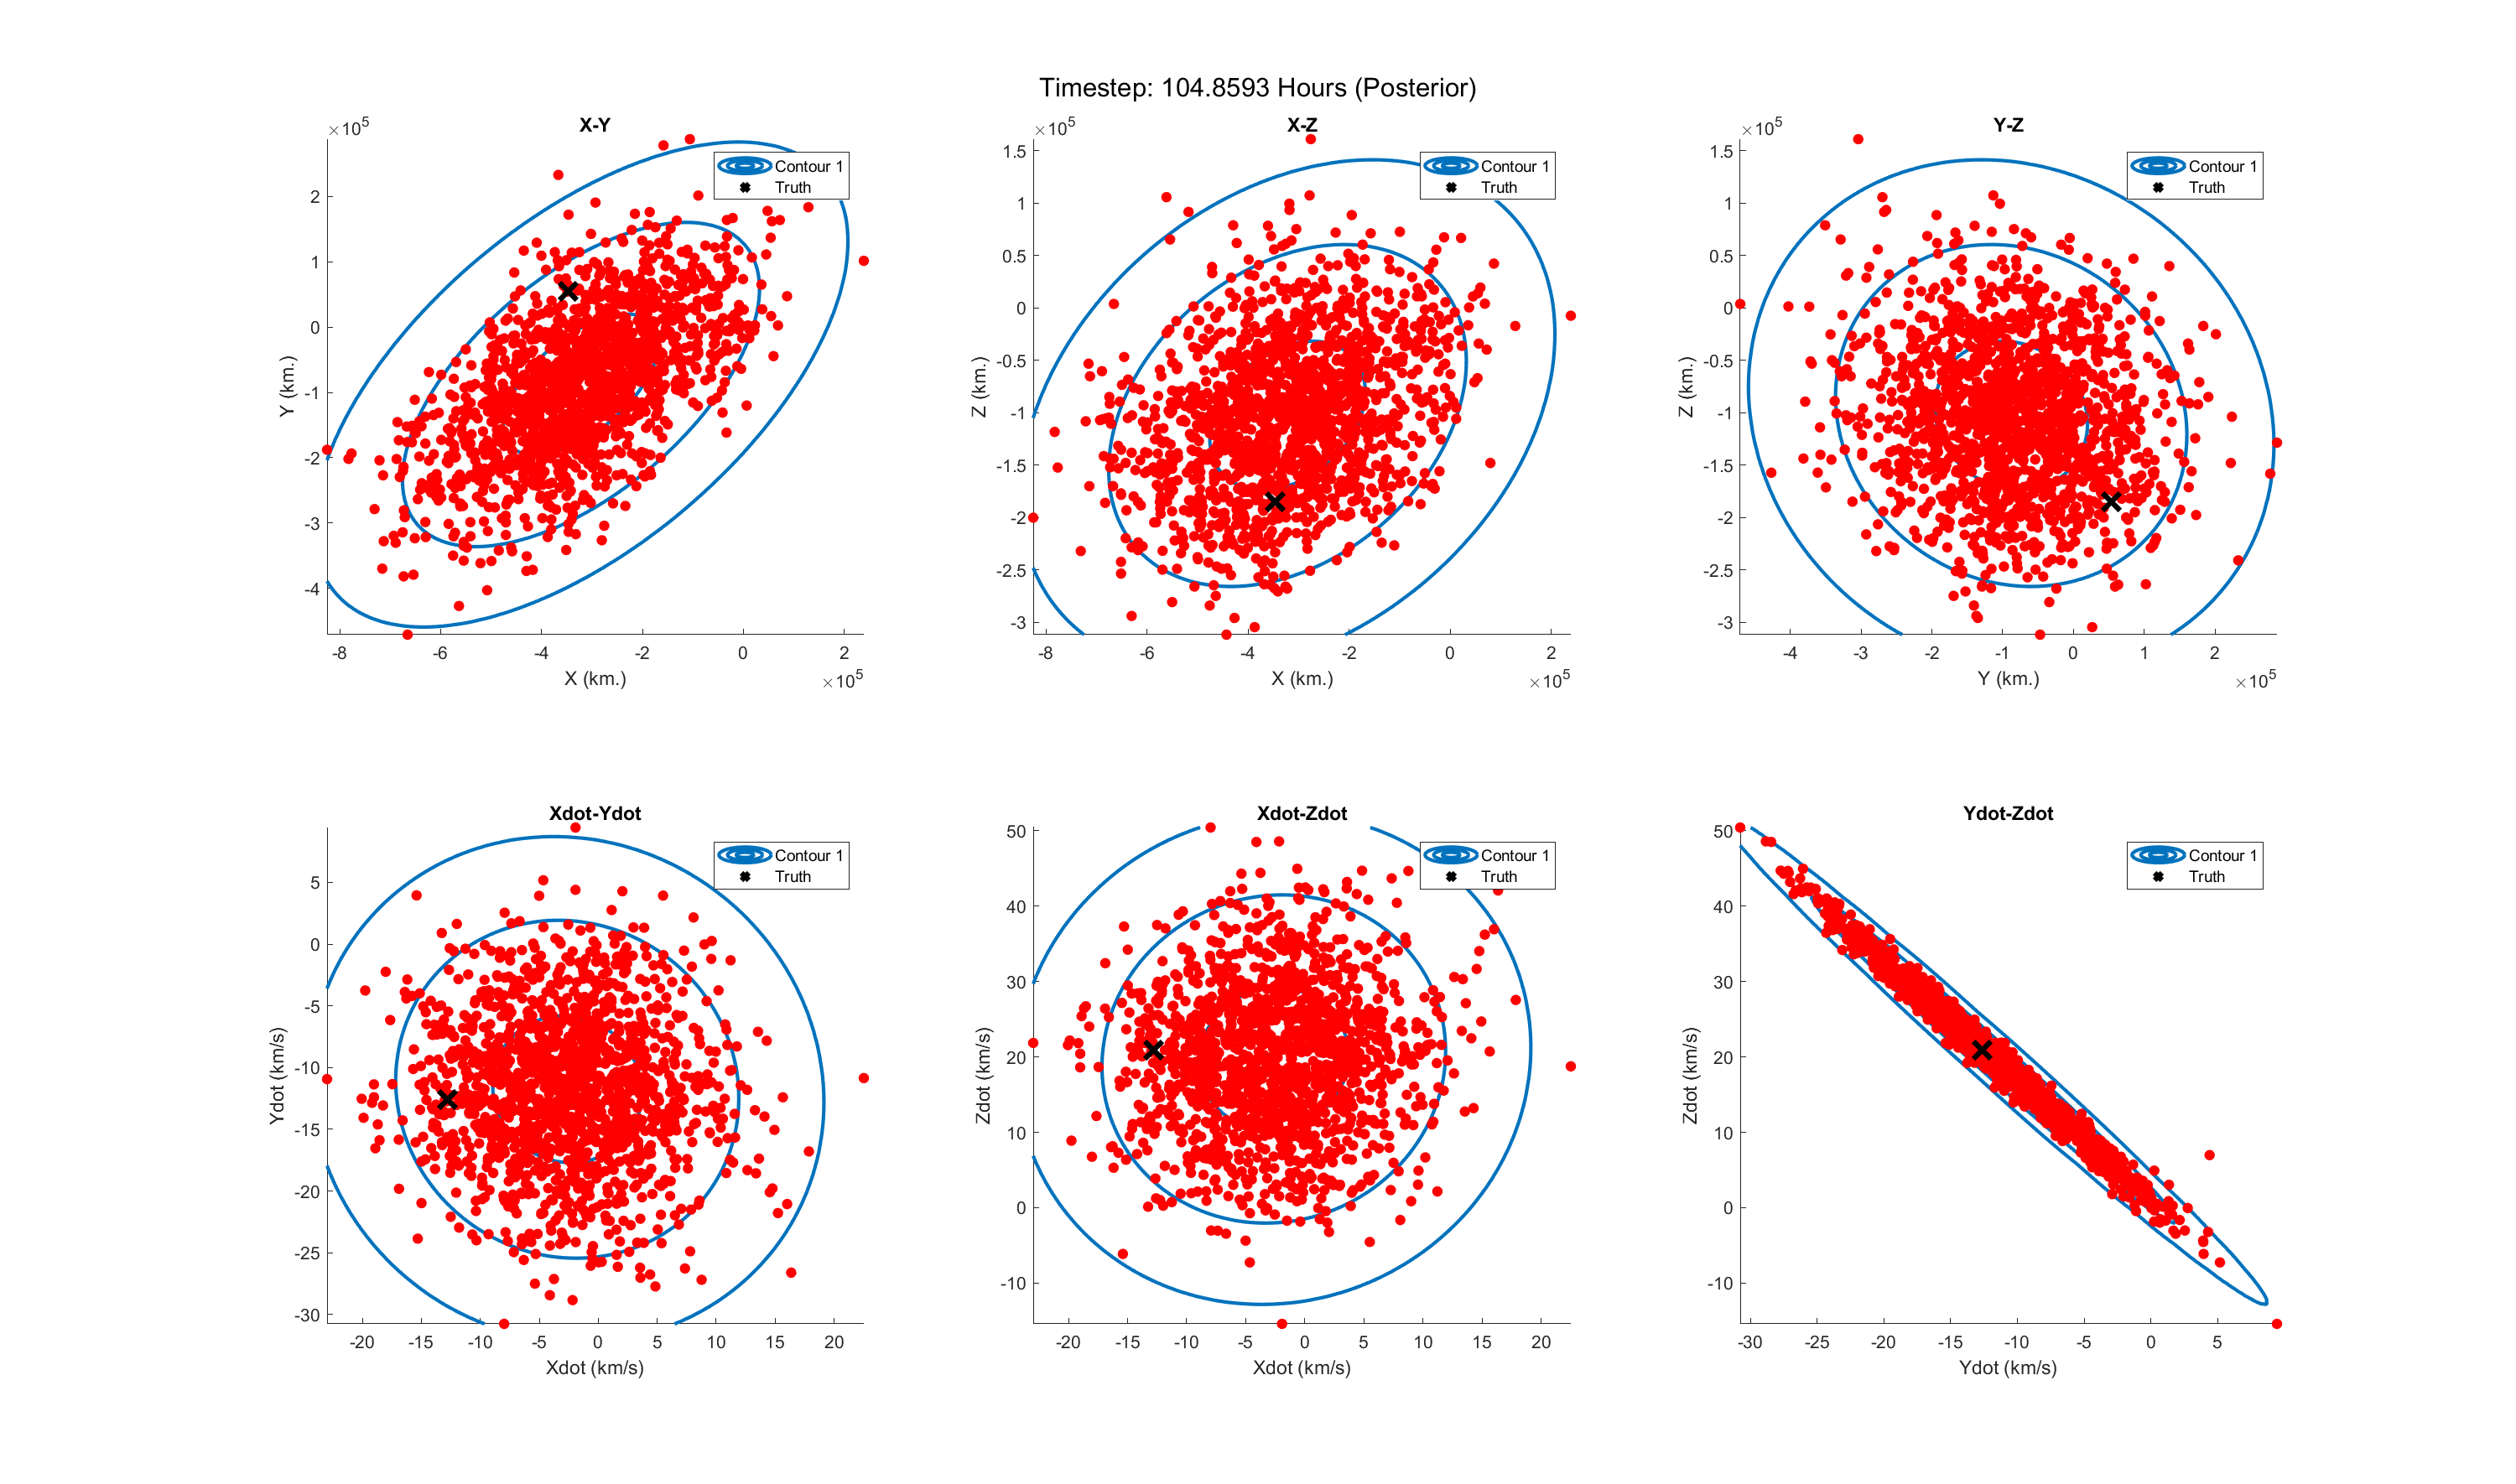 Timestep: 104.8593 Hours (Posterior)
X-Y
×10^5
Contour 1
Truth
2
1
0
-1
-2
-3
-4
Y (km.)
-8 -6 -4 -2 0 2
X (km.)
×10^5
X-Z
×10^5
Contour 1
Truth
1.5
1
0.5
0
-0.5
-1
-1.5
-2
-2.5
-3
Z (km.)
-8 -6 -4 -2 0 2
X (km.)
×10^5
Y-Z
×10^5
Contour 1
Truth
1.5
1
0.5
0
-0.5
-1
-1.5
-2
-2.5
-3
Z (km.)
-4 -3 -2 -1 0 1 2
Y (km.)
×10^5
Xdot-Ydot
Contour 1
Truth
5
0
-5
-10
-15
-20
-25
-30
Ydot (km/s)
-20 -15 -10 -5 0 5 10 15 20
Xdot (km/s)
Xdot-Zdot
Contour 1
Truth
50
40
30
20
10
0
-10
Zdot (km/s)
-20 -15 -10 -5 0 5 10 15 20
Xdot (km/s)
Ydot-Zdot
Contour 1
Truth
50
40
30
20
10
0
-10
Zdot (km/s)
-30 -25 -20 -15 -10 -5 0 5
Ydot (km/s)